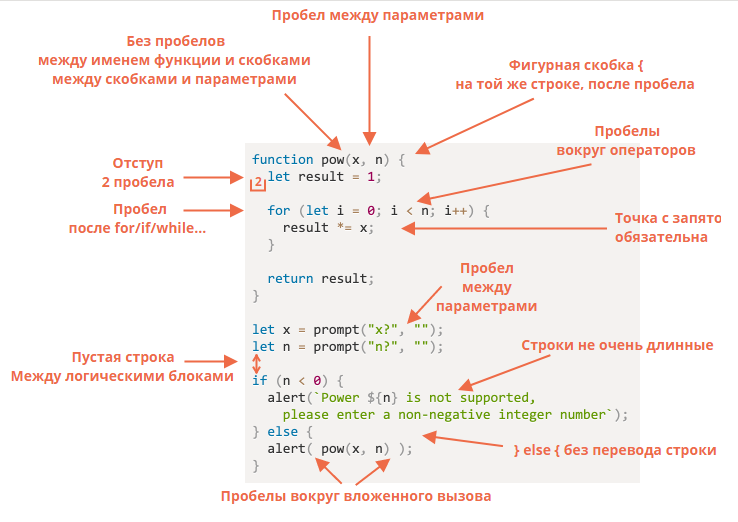 Пробел между параметрами
Без пробелов
между именем функции и скобками
между скобками и параметрами
Фигурная скобка {
на той же строке, после пробела
Пробелы
вокруг операторов
Отступ
2 пробела
Пробел
после for/if/while...
Точка с запято
обязательна
Пробел
между
параметрами
Пустая строка
Между логическими блоками
Строки не очень длинные
} else { без перевода строки
Пробелы вокруг вложенного вызова
function pow(x, n) {
2
let result = 1;
for (let i = 0; i < n; i++) {
result *= x;
}
return result;
}
let x = prompt("x?", "");
let n = prompt("n?", "");
if (n < 0) {
alert(`Power ${n} is not supported,
please enter a non-negative integer number`);
} else {
alert( pow(x, n) );
}